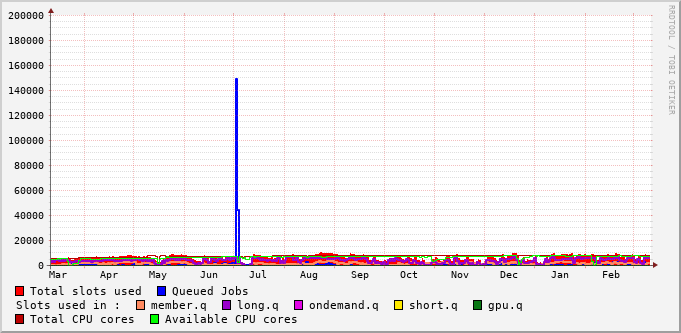 RRDTOOL / TOBI OETIKER
200000
180000
160000
140000
120000
100000
80000
60000
40000
20000
0
Mar Apr May Jun Jul Aug Sep Oct Nov Dec Jan Feb
Total slots used Queued Jobs
Slots used in : member.q long.q ondemand.q short.q gpu.q
Total CPU cores Available CPU cores